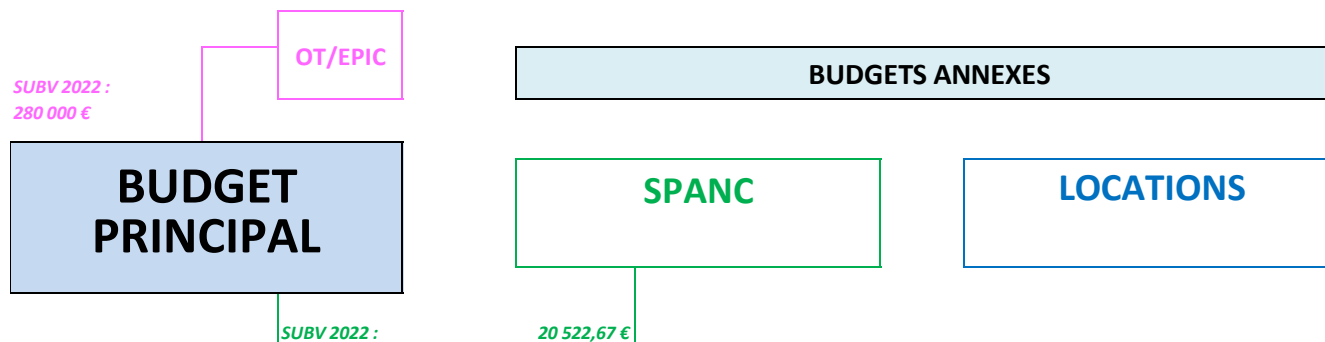 OT/EPIC
BUDGETS ANNEXES
SUBV 2022 :
280 000 €
BUDGET
PRINCIPAL
SPANC
LOCATIONS
SUBV 2022 :
20 522,67 €